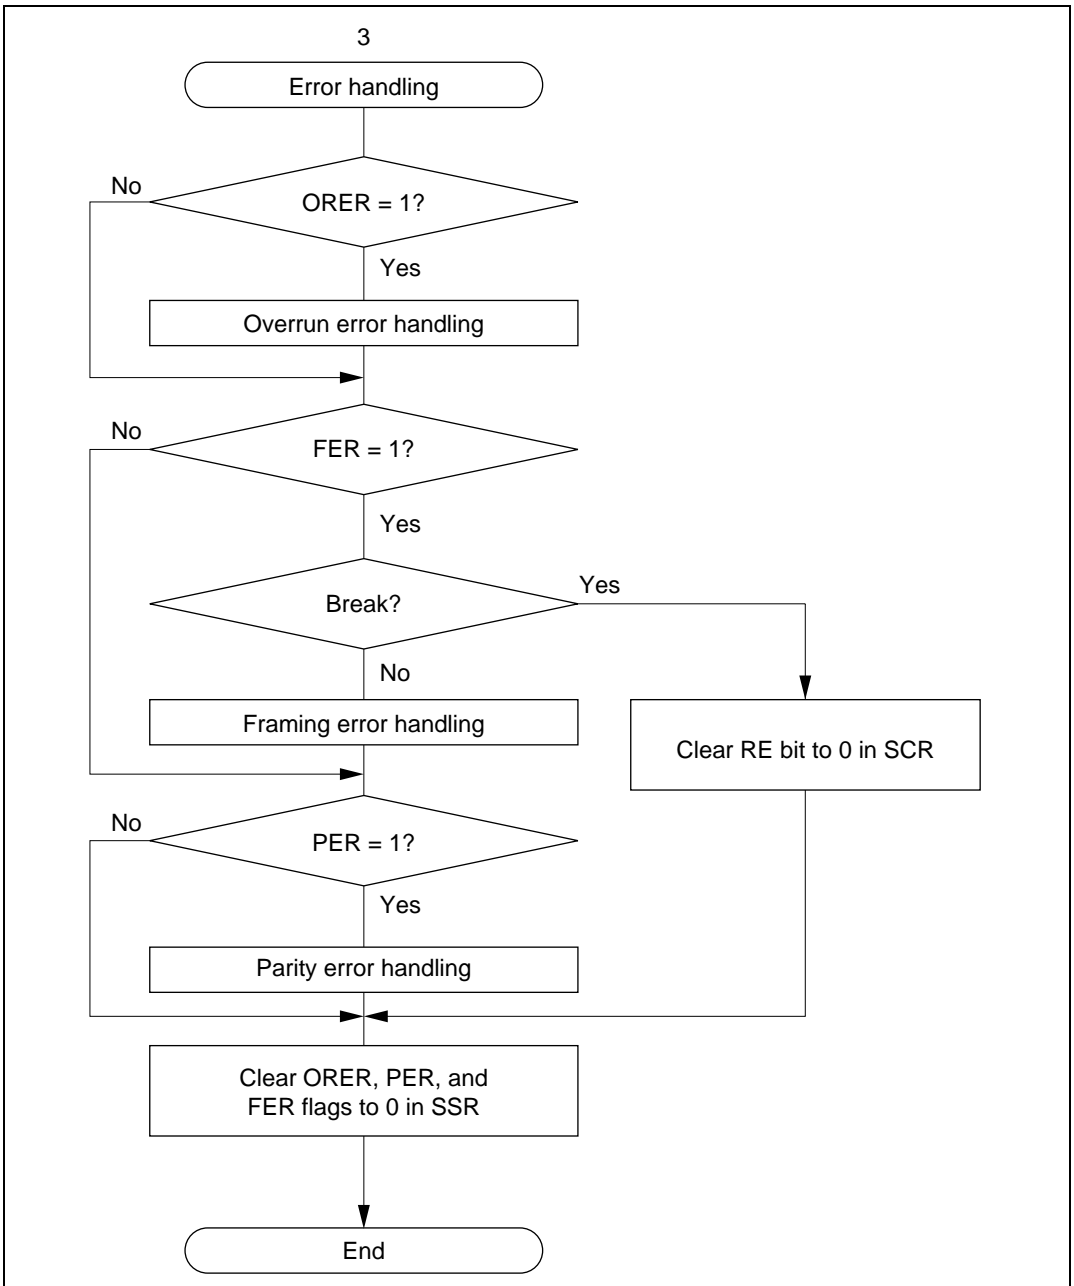 3
Error handling
No
ORER = 1?
Yes
Overrun error handling
No
FER = 1?
Yes
Break?
Yes
No
Framing error handling
Clear RE bit to 0 in SCR
No
PER = 1?
Yes
Parity error handling
Clear ORER, PER, and
FER flags to 0 in SSR
End